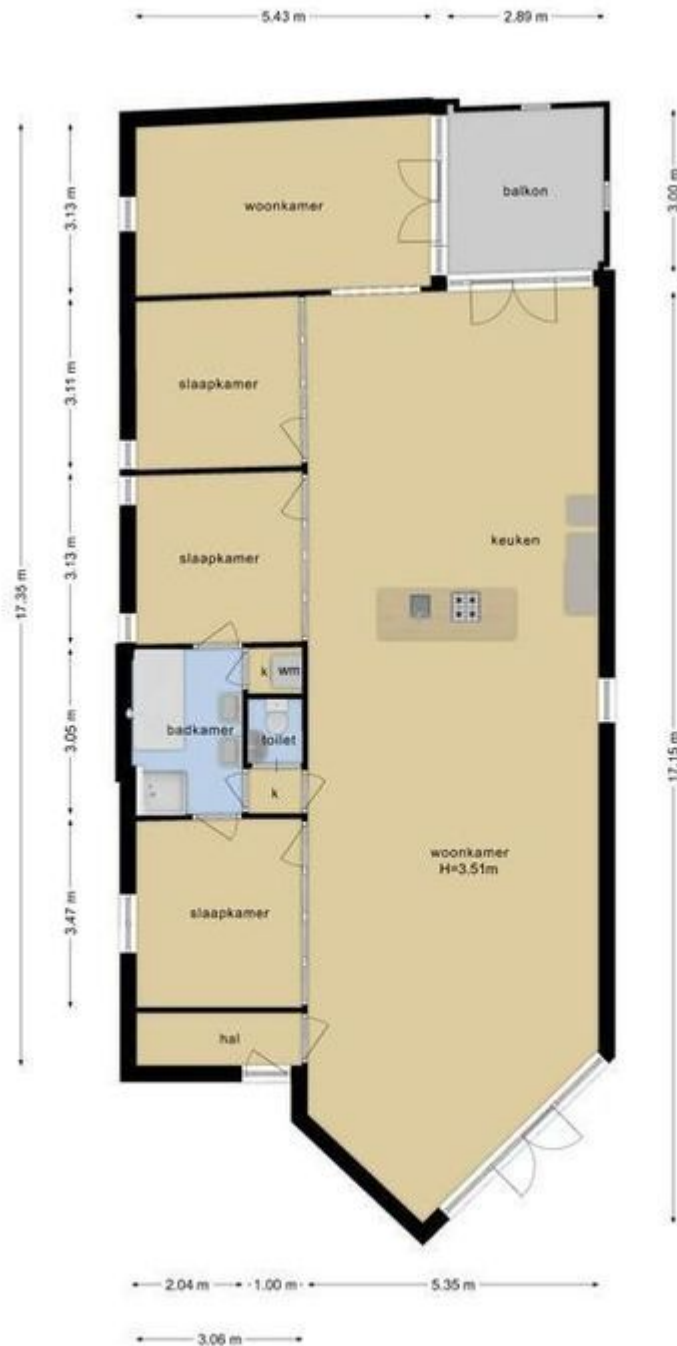 5.43 m
2.89 m
3.13 m
3.00 m
woonkamer
balkon
3.11 m
slaapkamer
3.13 m
slaapkamer
keuken
17.35 m
3.05 m
k
wm
badkamer
toilet
k
17.15 m
woonkamer
H=3.51m
3.47 m
slaapkamer
hal
2.04 m
1.00 m
5.35 m
3.06 m